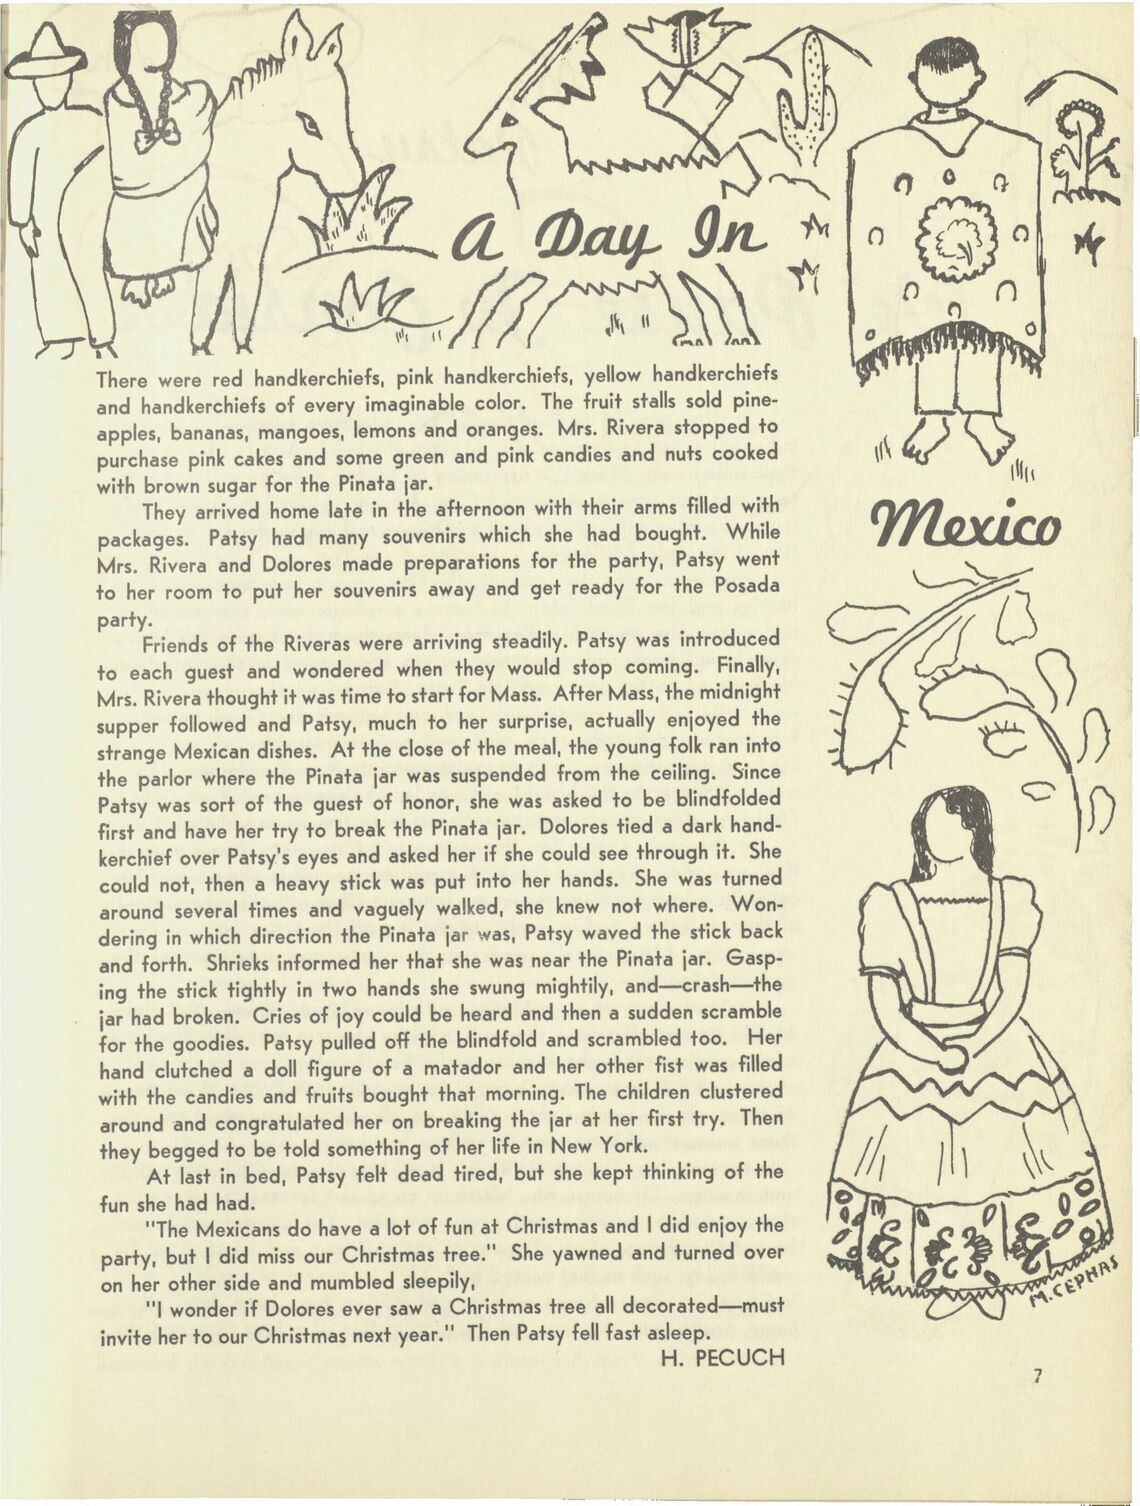 A Day In
Mexico
There were red handkerchiefs, pink handkerchiefs, yellow handkerchiefs
and handkerchiefs of every imaginable color. The fruit stalls sold pine-
apples, bananas, mangoes, lemons and oranges. Mrs. Rivera stopped to
purchase pink cakes and some green and pink candies and nuts cooked
with brown sugar for the Pinata jar.
They arrived home late in the afternoon with their arms filled with
packages. Patsy had many souvenirs which she had bought. While
Mrs. Rivera and Dolores made preparations for the party, Patsy went
to her room to put her souvenirs away and get ready for the Posada
party.
Friends of the Riveras were arriving steadily. Patsy was introduced
to each guest and wondered when they would stop coming. Finally,
Mrs. Rivera thought it was time to start for Mass. After Mass, the midnight
supper followed and Patsy, much to her surprise, actually enjoyed the
strange Mexican dishes. At the close of the meal, the young folk ran into
the parlor where the Pinata jar was suspended from the ceiling. Since
Patsy was sort of the guest of honor, she was asked to be blindfolded
first and have her try to break the Pinata jar. Dolores tied a dark hand-
kerchief over Patsy's eyes and asked her if she could see through it. She
could not, then a heavy stick was put into her hands. She was turned
around several times and vaguely walked, she knew not where. Won-
dering in which direction the Pinata jar was, Patsy waved the stick back
and forth. Shrieks informed her that she was near the Pinata jar. Gasp-
ing the stick tightly in two hands she swung mightily, and—crash—the
jar had broken. Cries of joy could be heard and then a sudden scramble
for the goodies. Patsy pulled off the blindfold and scrambled too. Her
hand clutched a doll figure of a matador and her other fist was filled
with the candies and fruits bought that morning. The children clustered
around and congratulated her on breaking the jar at her first try. Then
they begged to be told something of her life in New York.
At last in bed, Patsy felt dead tired, but she kept thinking of the
fun she had had.
"The Mexicans do have a lot of fun at Christmas and I did enjoy the
party, but I did miss our Christmas tree." She yawned and turned over
on her other side and mumbled sleepily,
"I wonder if Dolores ever saw a Christmas tree all decorated—must
invite her to our Christmas next year." Then Patsy fell fast asleep.
H. PECUCH
M. CEPHAS
7